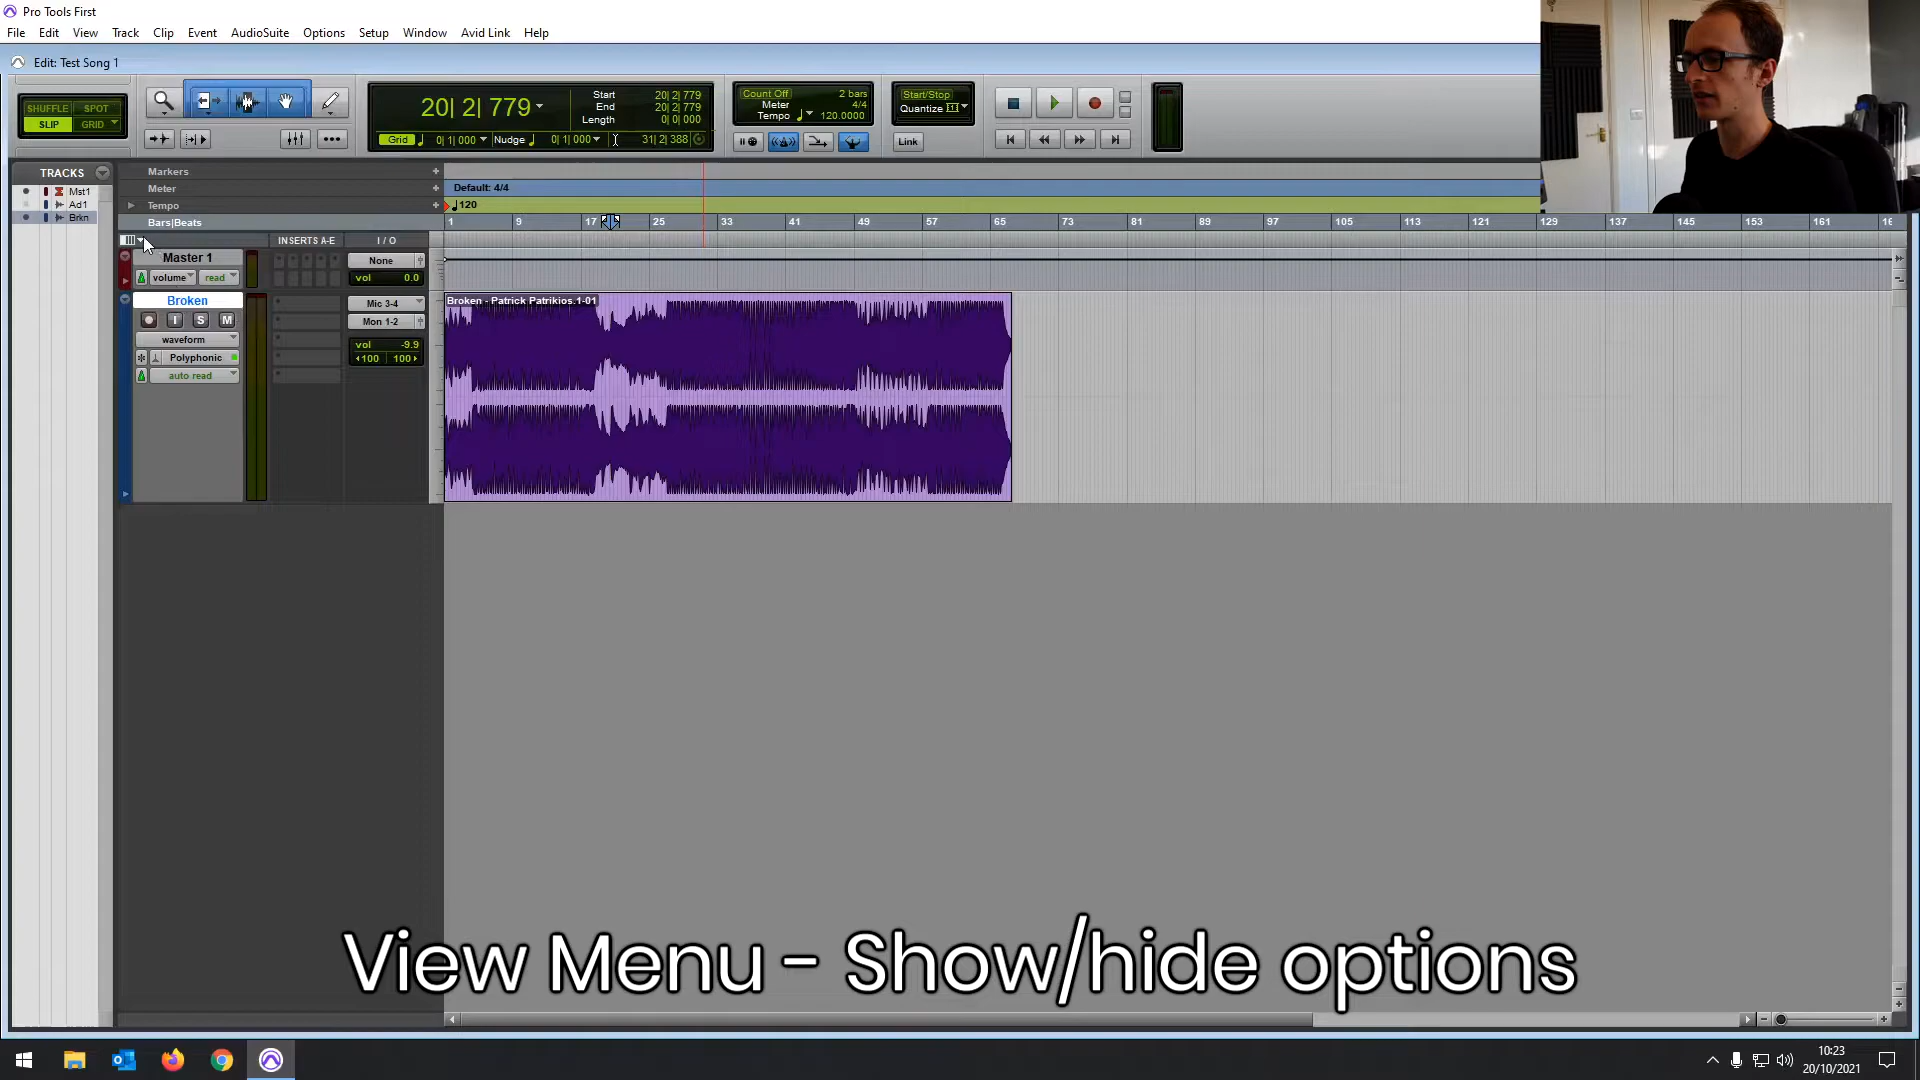 Pro Tools First
File Edit View Track Clip Event AudioSuite Options Setup Window Avid Link Help
Edit: Test Song 1
SHUFFLE SPOT
SLIP GRID
20| 2| 779
Start 20| 2| 779
End 20| 2| 779
Length 0| 0| 000
Grid 0| 1| 000 Nudge 0| 1| 000 31| 2| 388
Count Off 2 bars
Meter 4/4
Tempo 120.0000
Start/Stop
Quantize
Link
TRACKS
Mst1
Ad1
Brkn
Markers
Meter Default: 4/4
Tempo 120
Bars|Beats 1 9 17 25 33 41 49 57 65 73 81 89 97 105 113 121 129 137 145 153 161 16
INSERTS A-E I / O
Master 1 None
volume read vol 0.0
Broken Mic 3-4
Broken - Patrick Patrikios.1-01
I S M Mon 1-2
waveform vol -9.9
Polyphonic 100 100
auto read
View Menu - Show/hide options
10:23
20/10/2021